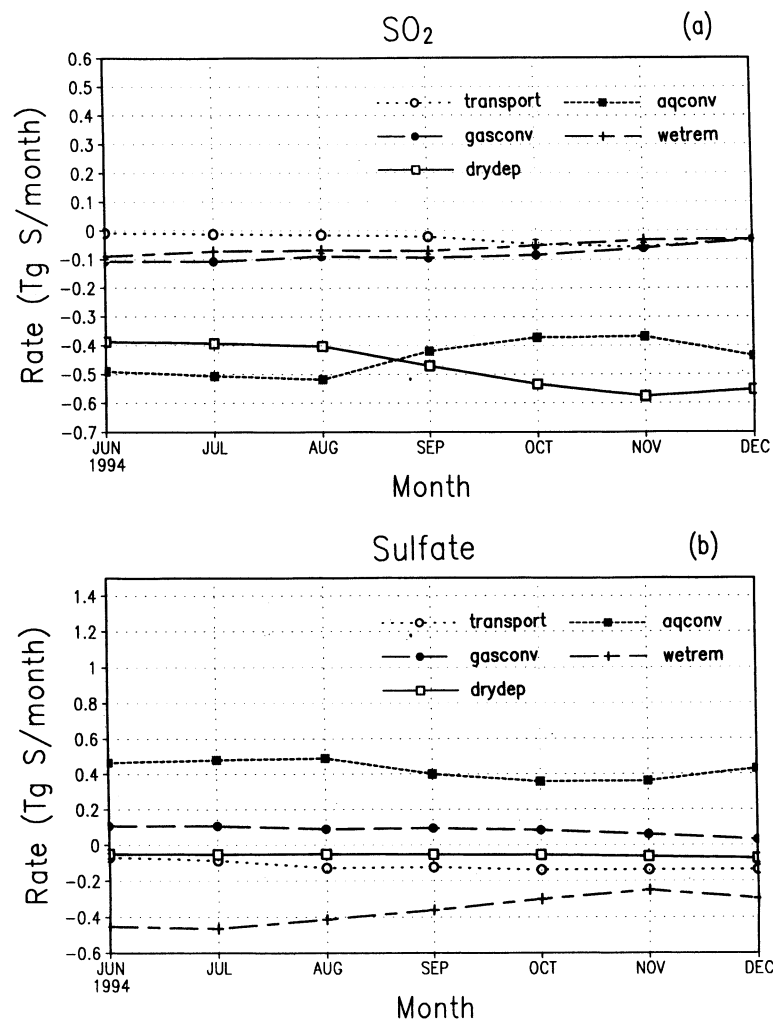 SO₂
(a)
0.6
0.5
0.4
0.3
0.2
0.1
0
-0.1
-0.2
-0.3
-0.4
-0.5
-0.6
-0.7
Rate (Tg S/month)
transport
aqconv
gasconv
wetrem
drydep
JUN JUL AUG SEP OCT NOV DEC
1994
Month
Sulfate
(b)
1.4
1.2
1
0.8
0.6
0.4
0.2
0
-0.2
-0.4
-0.6
Rate (Tg S/month)
transport
aqconv
gasconv
wetrem
drydep
JUN JUL AUG SEP OCT NOV DEC
1994
Month